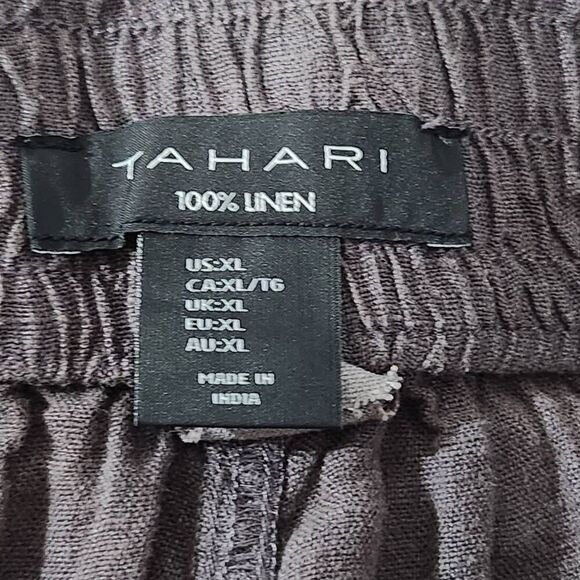 TAHARI
100% LINEN
US:XL
CA:XL/TG
UK:XL
EU:XL
AU:XL
MADE IN
INDIA